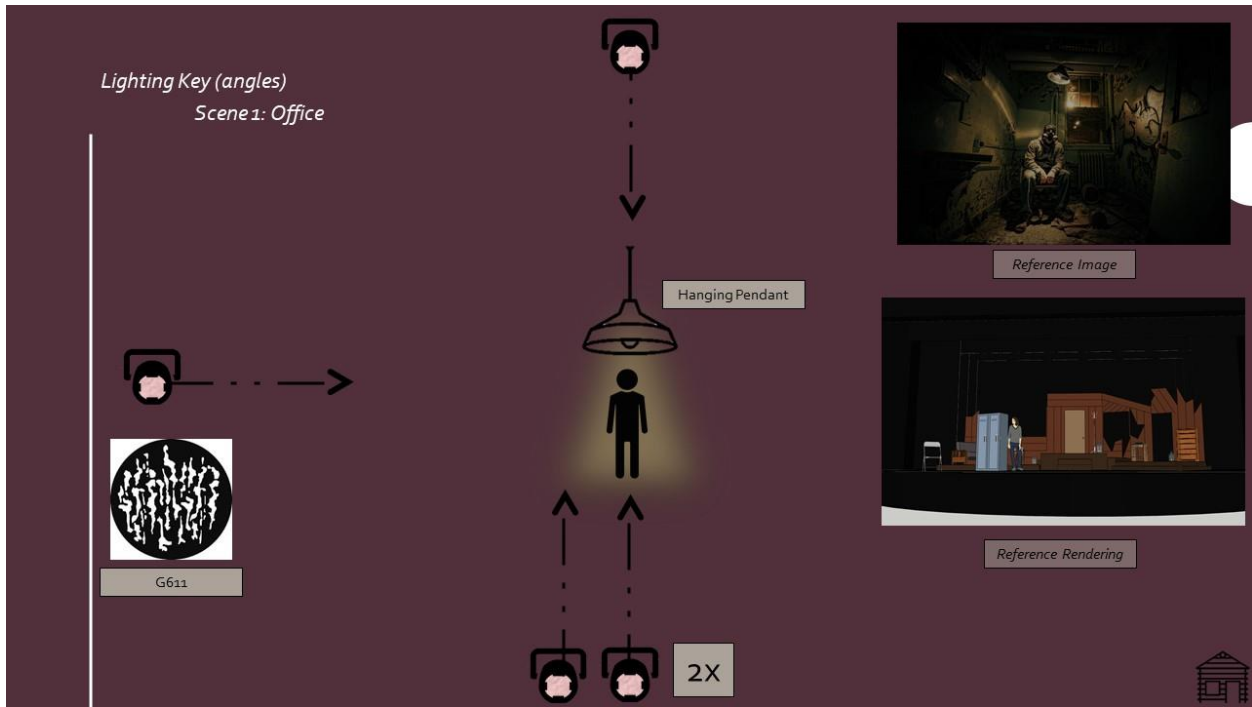 Lighting Key (angles)
Scene 1: Office
Reference Image
Hanging Pendant
Reference Rendering
G611
2X